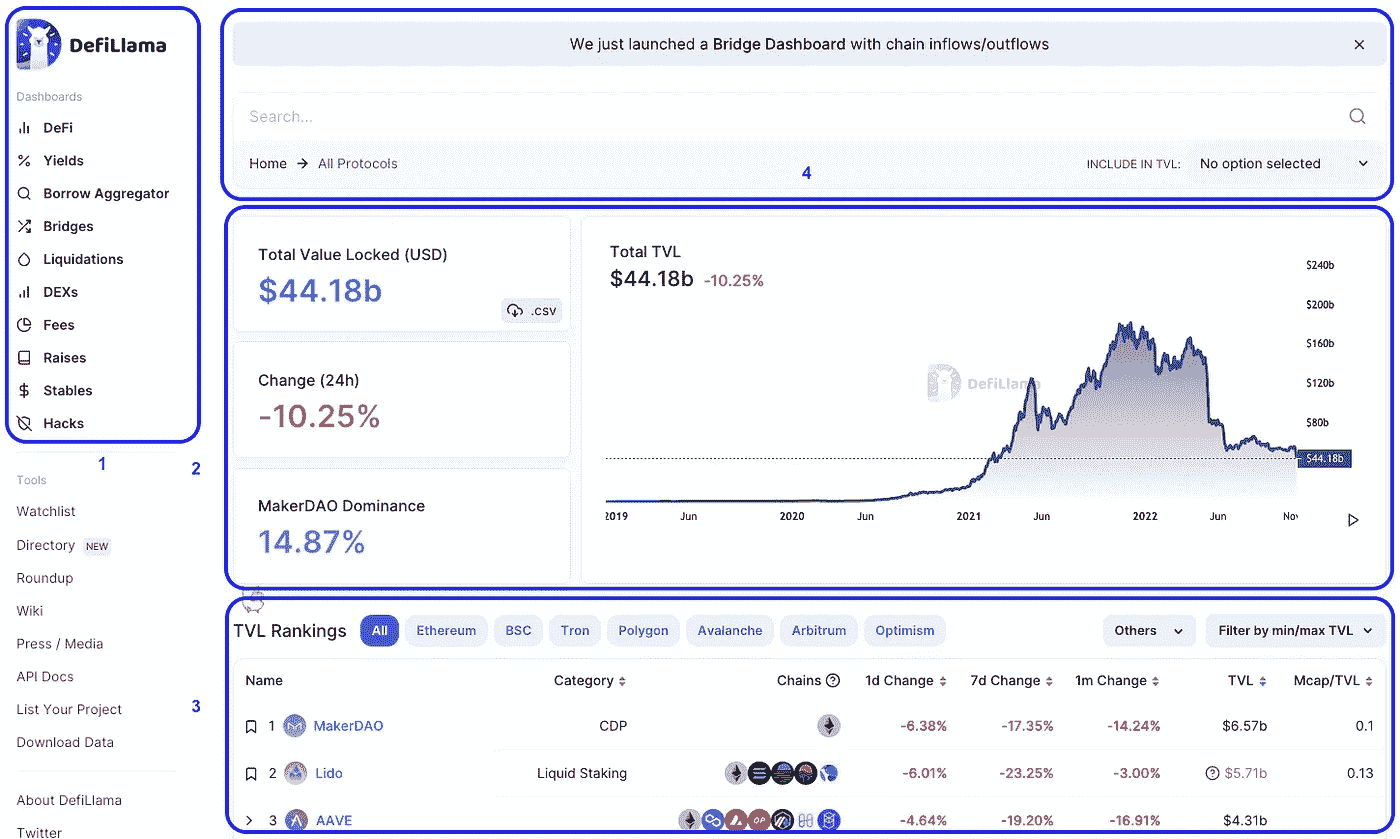 DefiLlama
Dashboards
DeFi
Yields
Borrow Aggregator
Bridges
Liquidations
DEXs
Fees
Raises
Stables
Hacks
1
2
Tools
Watchlist
Directory NEW
Roundup
Wiki
Press / Media
API Docs
List Your Project
3
Download Data
About DefiLlama
Twitter
We just launched a Bridge Dashboard with chain inflows/outflows
Search...
Home → All Protocols
4
INCLUDE IN TVL: No option selected
Total Value Locked (USD)
$44.18b
.csv
Change (24h)
-10.25%
MakerDAO Dominance
14.87%
Total TVL
$44.18b -10.25%
DefiLlama
$240b
$200b
$160b
$120b
$80b
$44.18b
2019 Jun 2020 Jun 2021 Jun 2022 Jun Nov
TVL Rankings All Ethereum BSC Tron Polygon Avalanche Arbitrum Optimism Others Filter by min/max TVL
Name Category Chains 1d Change 7d Change 1m Change TVL Mcap/TVL
1 MakerDAO CDP -6.38% -17.35% -14.24% $6.57b 0.1
2 Lido Liquid Staking -6.01% -23.25% -3.00% $5.71b 0.13
3 AAVE OP -4.64% -19.20% -16.91% $4.31b